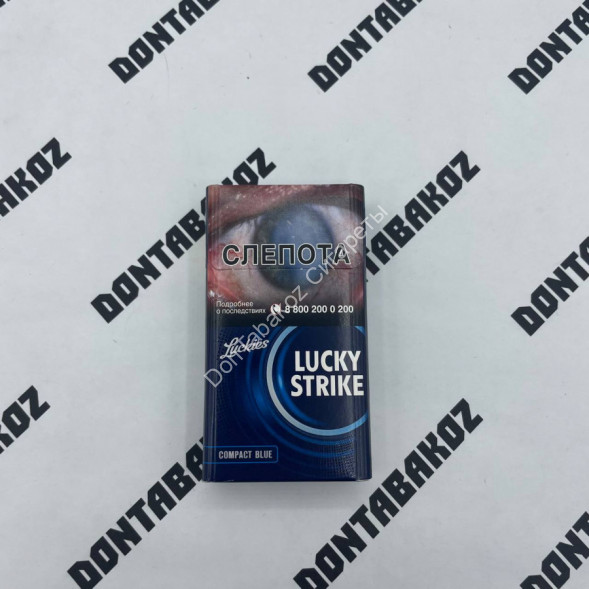 DONTABAKOZ
DONTABAKOZ
DONTABAKOZ
DONTABAKOZ
DONTABAKOZ
СЛЕПОТА
Подробнее
о последствиях 8 800 200 0 200
Dontabakoz Сигареты
Luckies
LUCKY
STRIKE
COMPACT BLUE
DONTABAKOZ
DONTABAKOZ